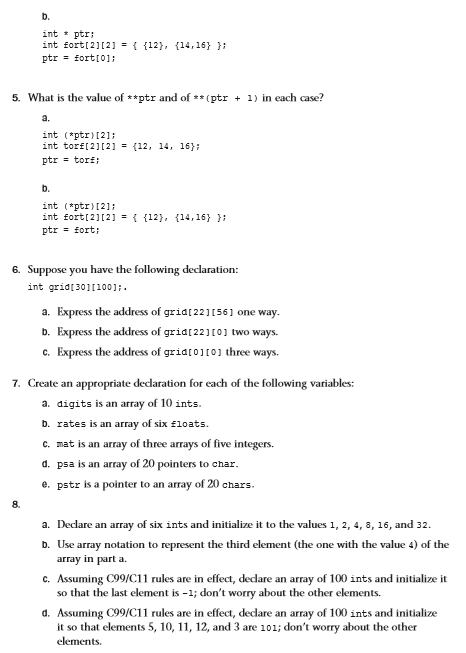 b.
int * ptr;
int fort[2][2] = { {12}, {14,16} };
ptr = fort[0];
5. What is the value of **ptr and of **(ptr + 1) in each case?
a.
int (*ptr)[2];
int torf[2][2] = {12, 14, 16};
ptr = torf;
b.
int (*ptr)[2];
int fort[2][2] = { {12}, {14,16} };
ptr = fort;
6. Suppose you have the following declaration:
int grid[30][100];.
a. Express the address of grid[22][56] one way.
b. Express the address of grid[22][0] two ways.
c. Express the address of grid[0][0] three ways.
7. Create an appropriate declaration for each of the following variables:
a. digits is an array of 10 ints.
b. rates is an array of six floats.
c. mat is an array of three arrays of five integers.
d. psa is an array of 20 pointers to char.
e. pstr is a pointer to an array of 20 chars.
8.
a. Declare an array of six ints and initialize it to the values 1, 2, 4, 8, 16, and 32.
b. Use array notation to represent the third element (the one with the value 4) of the
array in part a.
c. Assuming C99/C11 rules are in effect, declare an array of 100 ints and initialize it
so that the last element is -1; don't worry about the other elements.
d. Assuming C99/C11 rules are in effect, declare an array of 100 ints and initialize
it so that elements 5, 10, 11, 12, and 3 are 101; don't worry about the other
elements.